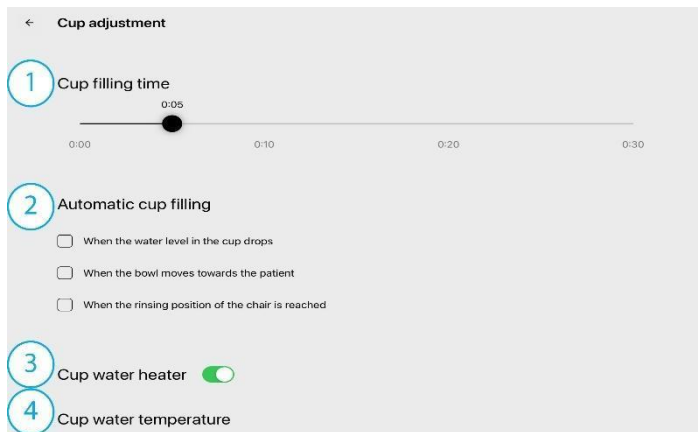 ← Cup adjustment
1 Cup filling time
0:05
0:00 0:10 0:20 0:30
2 Automatic cup filling
When the water level in the cup drops
When the bowl moves towards the patient
When the rinsing position of the chair is reached
3 Cup water heater
4 Cup water temperature